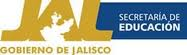 JAL
GOBIERNO DE JALISCO
SECRETARÍA DE
EDUCACIÓN